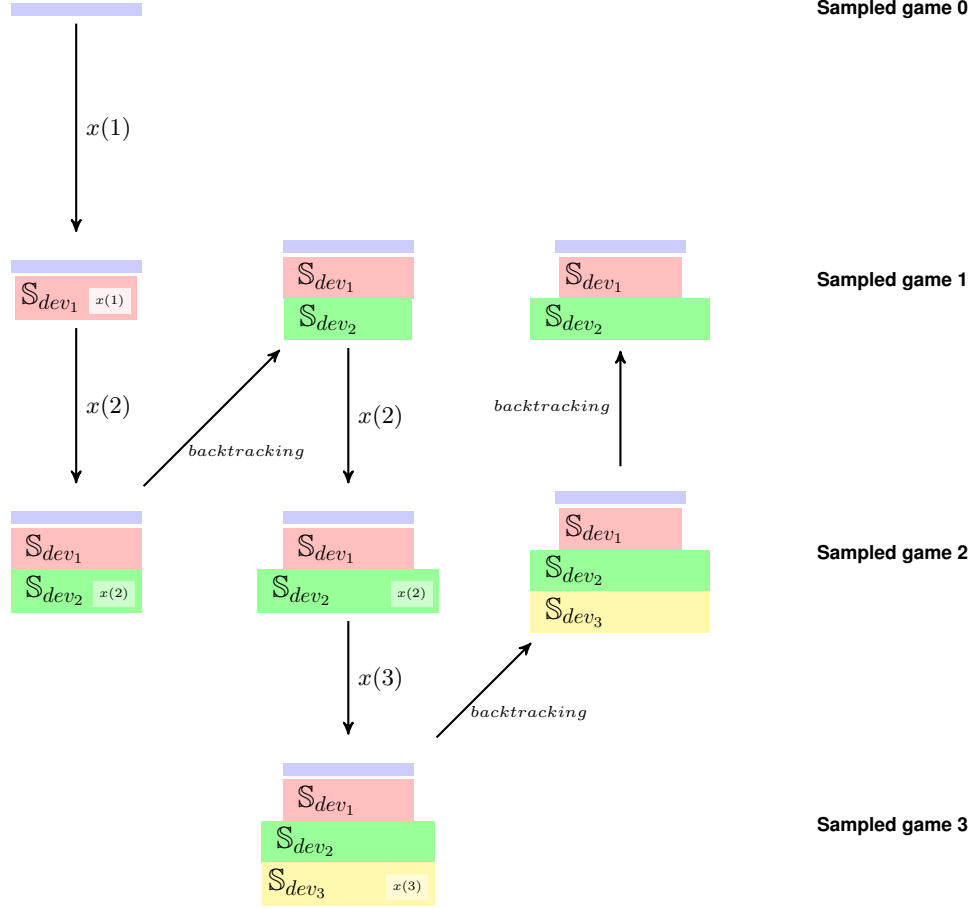 Sampled game 0
x(1)
Sampled game 1
𝕊dev₁ x(1)
𝕊dev₁
𝕊dev₂
𝕊dev₁
𝕊dev₂
x(2)
backtracking
x(2)
backtracking
Sampled game 2
𝕊dev₁
𝕊dev₂ x(2)
𝕊dev₁
𝕊dev₂ x(2)
𝕊dev₁
𝕊dev₂
𝕊dev₃
x(3)
backtracking
Sampled game 3
𝕊dev₁
𝕊dev₂
𝕊dev₃ x(3)